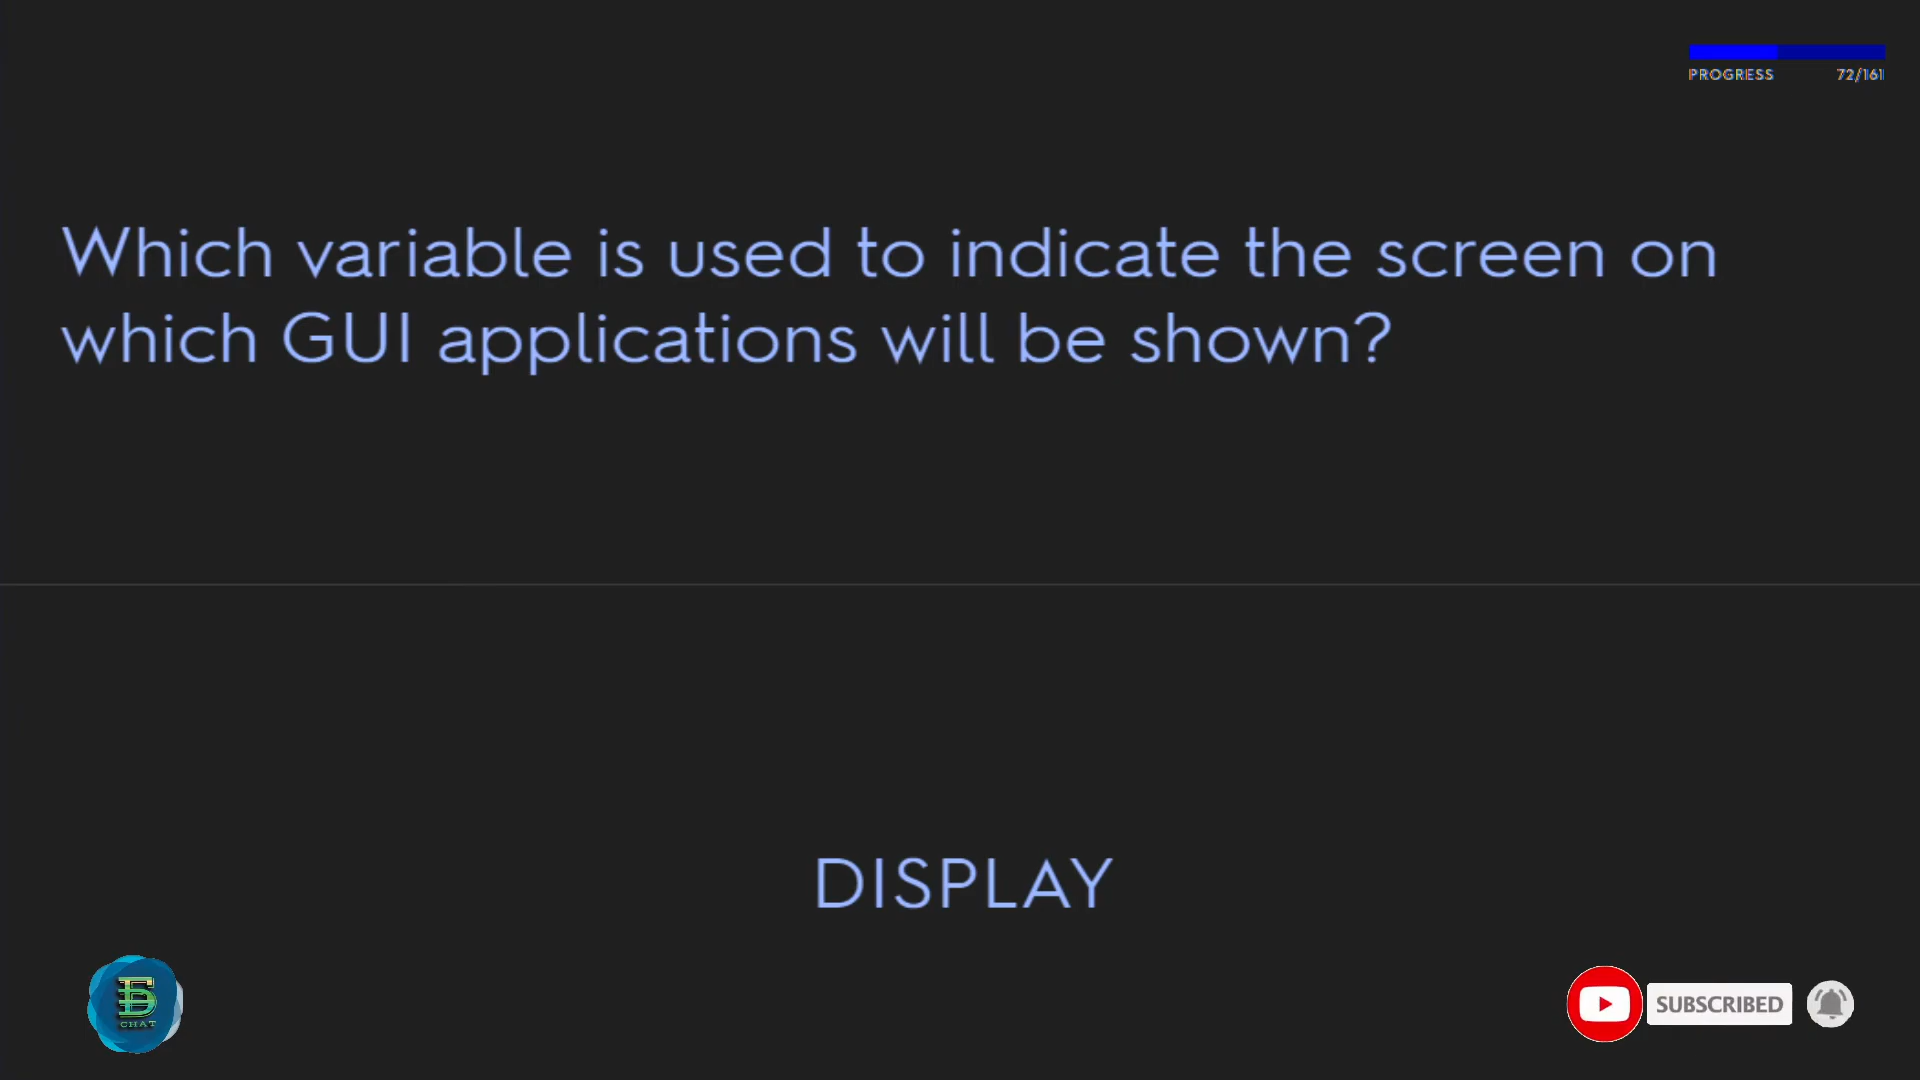 PROGRESS 72/161
Which variable is used to indicate the screen on
which GUI applications will be shown?
DISPLAY
CHAT
SUBSCRIBED